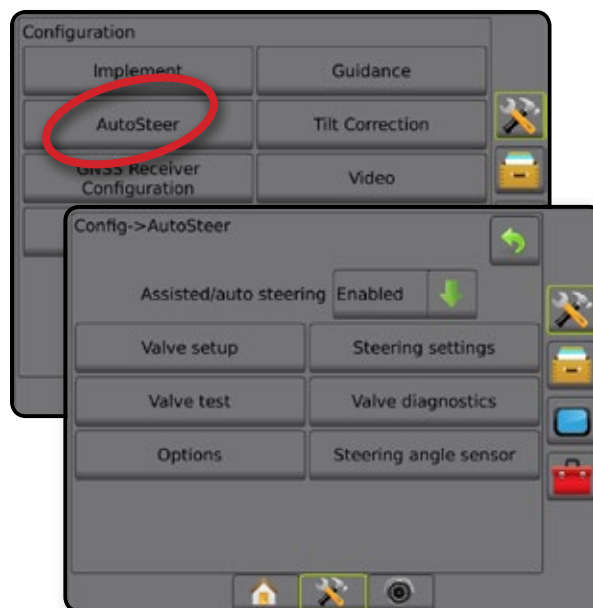 Configuration
Implement
Guidance
AutoSteer
Tilt Correction
GNSS Receiver
Configuration
Video
Config->AutoSteer
Assisted/auto steering Enabled
Valve setup
Steering settings
Valve test
Valve diagnostics
Options
Steering angle sensor